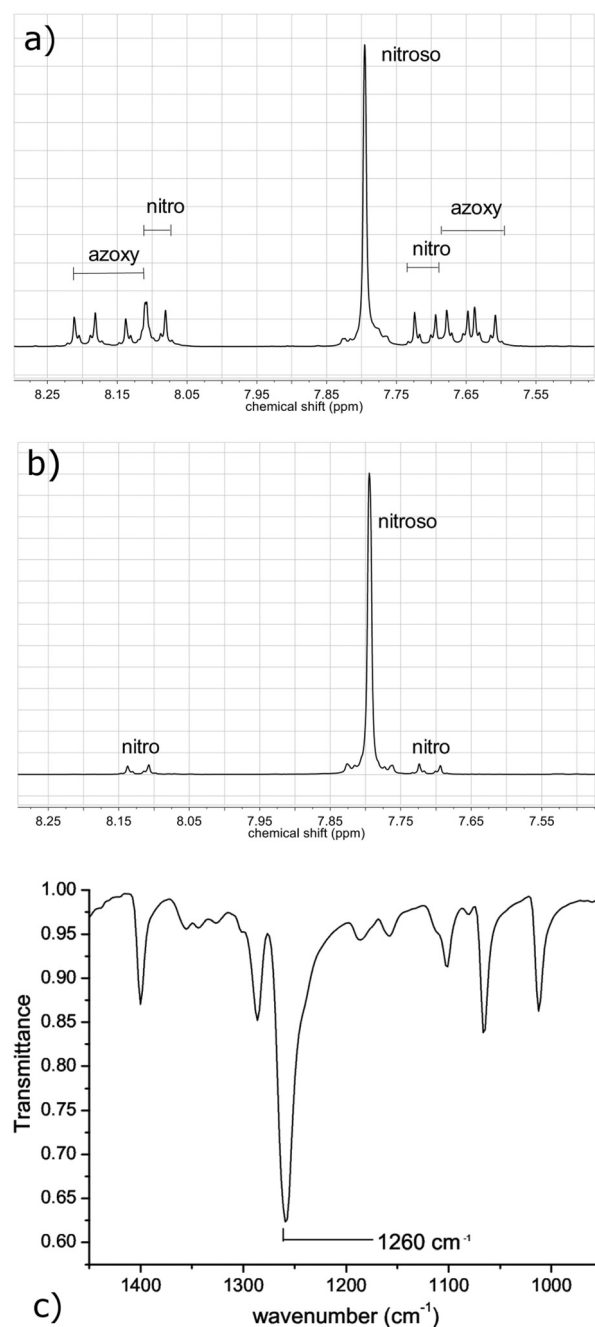 a)
nitroso
nitro
azoxy
azoxy
nitro
8.25 8.15 8.05 7.95 7.85 7.75 7.65 7.55
chemical shift (ppm)
b)
nitroso
nitro
nitro
8.25 8.15 8.05 7.95 7.85 7.75 7.65 7.55
chemical shift (ppm)
1.00
0.95
0.90
0.85
0.80
0.75
0.70
0.65
0.60
Transmittance
1260 cm⁻¹
1400 1300 1200 1100 1000
c)
wavenumber (cm⁻¹)